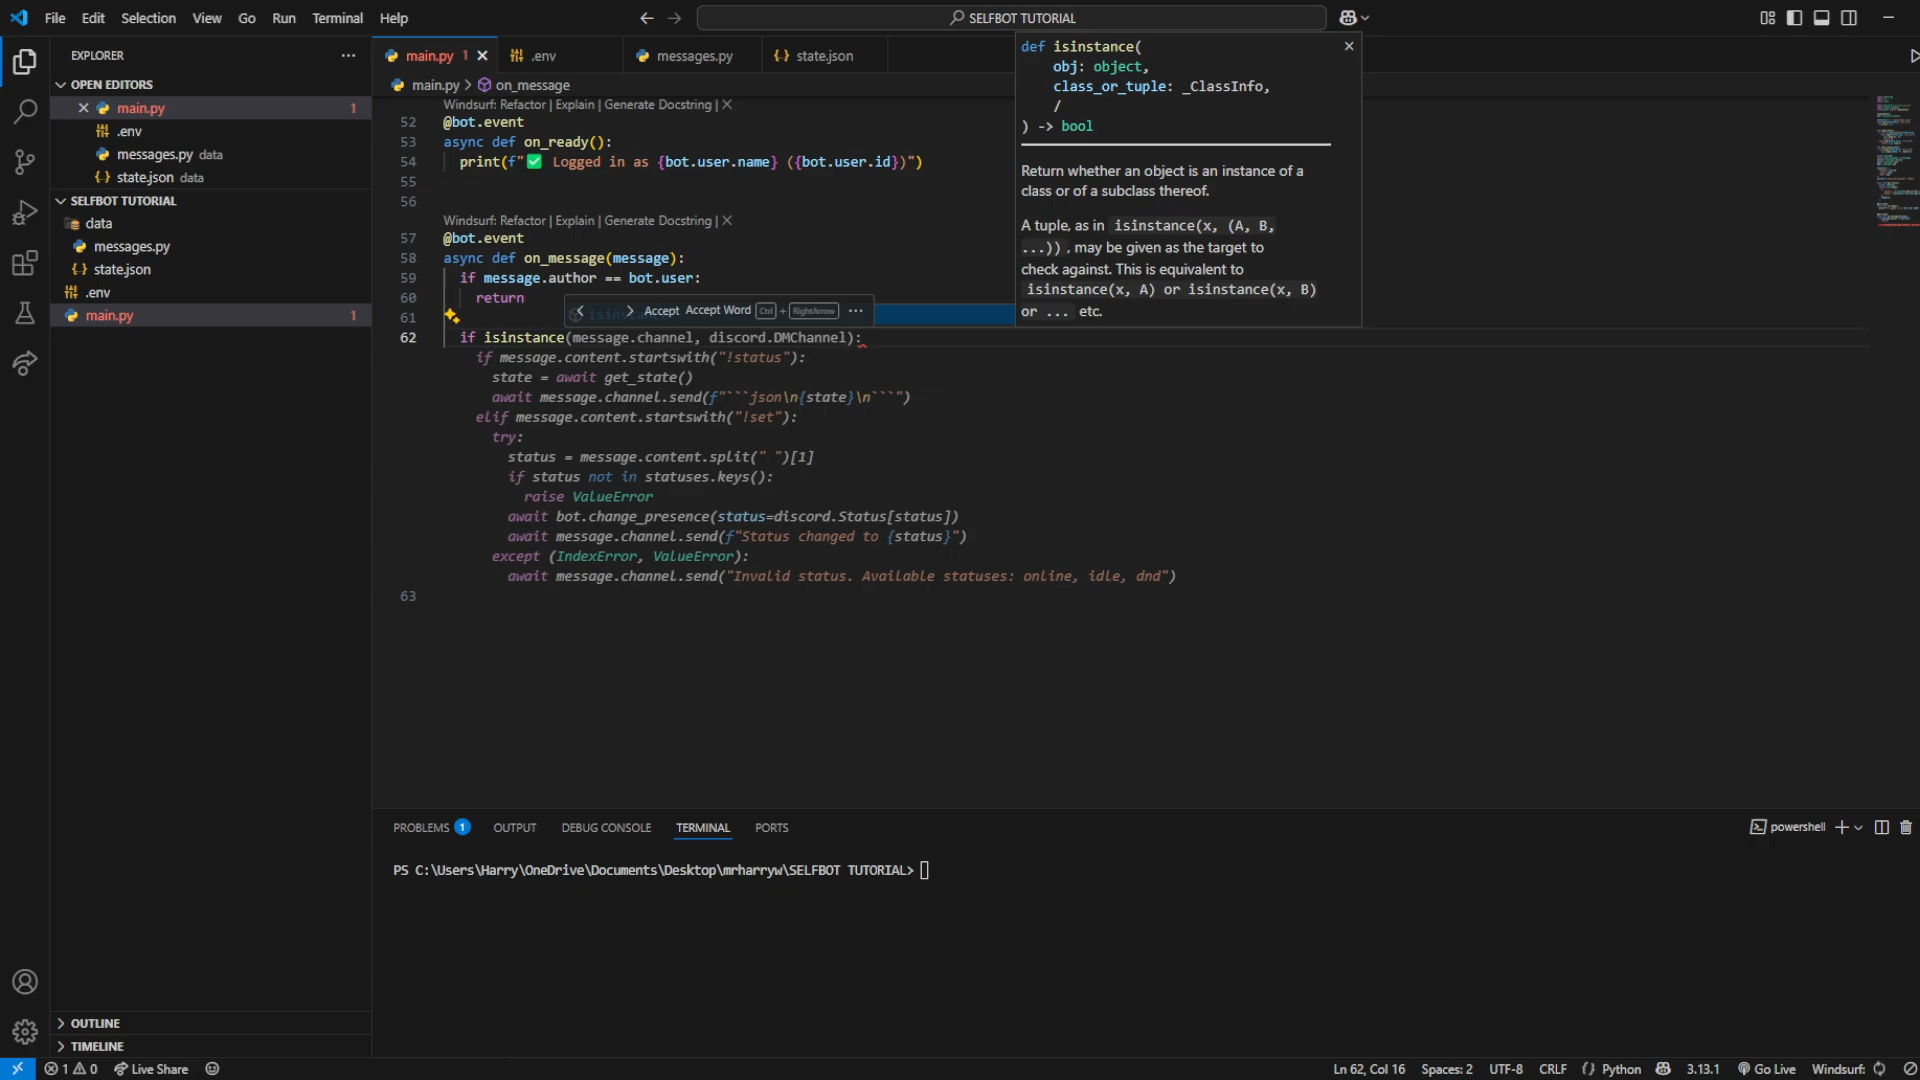 File Edit Selection View Go Run Terminal Help
SELFBOT TUTORIAL
EXPLORER
OPEN EDITORS
main.py 1
.env
messages.py data
state.json data
SELFBOT TUTORIAL
data
messages.py
state.json
.env
main.py 1
OUTLINE
TIMELINE
main.py 1 .env messages.py state.json
main.py > on_message
Windsurf: Refactor | Explain | Generate Docstring | X
52 @bot.event
53 async def on_ready():
54 print(f"✅ Logged in as {bot.user.name} ({bot.user.id})")
55
56
Windsurf: Refactor | Explain | Generate Docstring | X
57 @bot.event
58 async def on_message(message):
59 if message.author == bot.user:
60 return
61
< > Accept Accept Word Ctrl + RightArrow ...
62 if isinstance(message.channel, discord.DMChannel):
if message.content.startswith("!status"):
state = await get_state()
await message.channel.send(f"```json\n{state}\n```")
elif message.content.startswith("!set"):
try:
status = message.content.split(" ")[1]
if status not in statuses.keys():
raise ValueError
await bot.change_presence(status=discord.Status[status])
await message.channel.send(f"Status changed to {status}")
except (IndexError, ValueError):
await message.channel.send("Invalid status. Available statuses: online, idle, dnd")
63
def isinstance(
obj: object,
class_or_tuple: _ClassInfo,
/
) -> bool
Return whether an object is an instance of a
class or of a subclass thereof.
A tuple, as in isinstance(x, (A, B,
...)), may be given as the target to
check against. This is equivalent to
isinstance(x, A) or isinstance(x, B)
or ... etc.
PROBLEMS 1 OUTPUT DEBUG CONSOLE TERMINAL PORTS
powershell
PS C:\Users\Harry\OneDrive\Documents\Desktop\mrharryw\SELFBOT TUTORIAL>
1 0 Live Share
Ln 62, Col 16 Spaces: 2 UTF-8 CRLF {} Python 3.13.1 Go Live Windsurf: